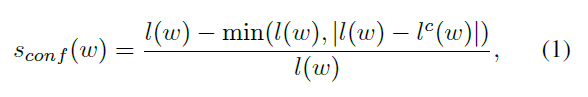 s_{conf}(w) = \frac{l(w) - \min(l(w), |l(w) - l^c(w)|)}{l(w)}, (1)